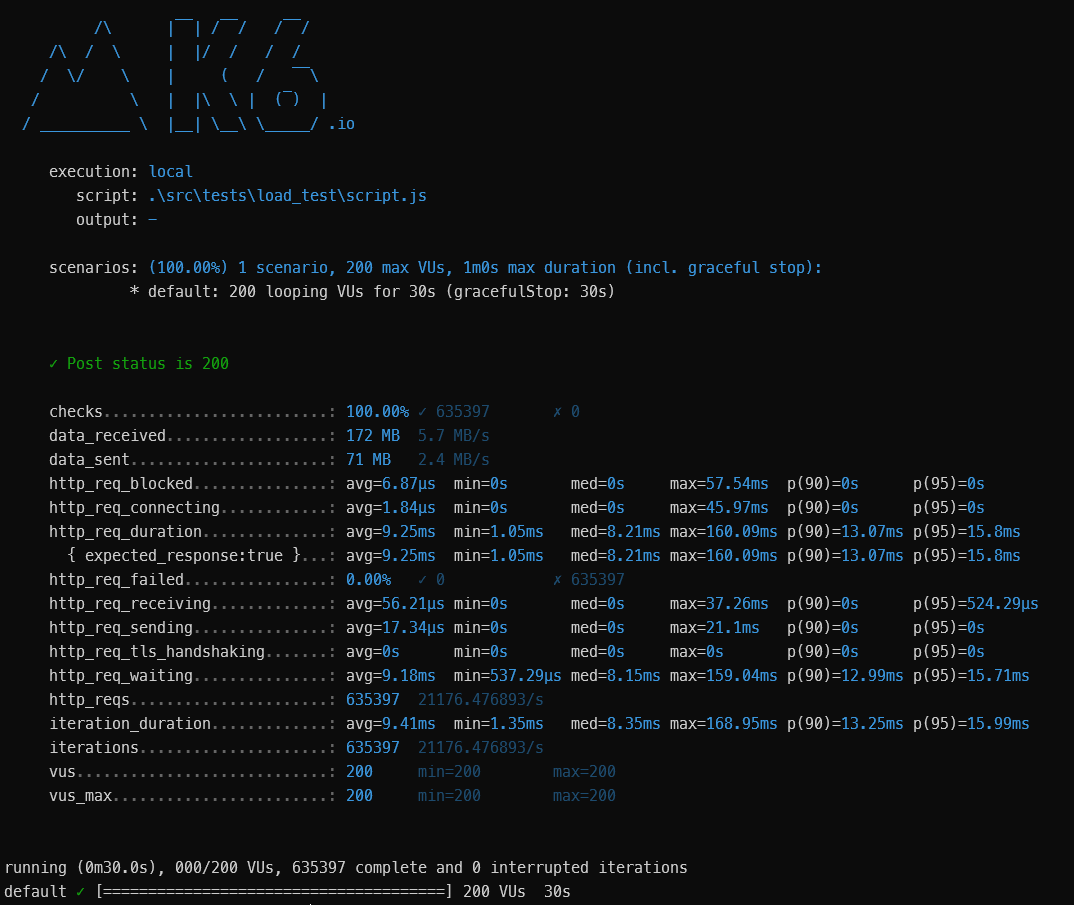 /\      |‾‾| /‾‾/   /‾‾/
     /\  /  \     |  |/  /   /  /
    /  \/    \    |     (   /   ‾‾\
   /          \   |  |\  \ |  (‾)  |
  / __________ \  |__| \__\ \_____/ .io
execution: local
script: .\src\tests\load_test\script.js
output: –
scenarios: (100.00%) 1 scenario, 200 max VUs, 1m0s max duration (incl. graceful stop):
* default: 200 looping VUs for 30s (gracefulStop: 30s)
✓ Post status is 200
checks.........................: 100.00% ✓ 635397       ✗ 0
data_received..................: 172 MB  5.7 MB/s
data_sent......................: 71 MB   2.4 MB/s
http_req_blocked...............: avg=6.87µs  min=0s       med=0s     max=57.54ms  p(90)=0s      p(95)=0s
http_req_connecting............: avg=1.84µs  min=0s       med=0s     max=45.97ms  p(90)=0s      p(95)=0s
http_req_duration..............: avg=9.25ms  min=1.05ms   med=8.21ms max=160.09ms p(90)=13.07ms p(95)=15.8ms
{ expected_response:true }...: avg=9.25ms  min=1.05ms   med=8.21ms max=160.09ms p(90)=13.07ms p(95)=15.8ms
http_req_failed................: 0.00%   ✓ 0            ✗ 635397
http_req_receiving.............: avg=56.21µs min=0s       med=0s     max=37.26ms  p(90)=0s      p(95)=524.29µs
http_req_sending...............: avg=17.34µs min=0s       med=0s     max=21.1ms   p(90)=0s      p(95)=0s
http_req_tls_handshaking.......: avg=0s      min=0s       med=0s     max=0s       p(90)=0s      p(95)=0s
http_req_waiting...............: avg=9.18ms  min=537.29µs med=8.15ms max=159.04ms p(90)=12.99ms p(95)=15.71ms
http_reqs......................: 635397  21176.476893/s
iteration_duration.............: avg=9.41ms  min=1.35ms   med=8.35ms max=168.95ms p(90)=13.25ms p(95)=15.99ms
iterations.....................: 635397  21176.476893/s
vus............................: 200     min=200        max=200
vus_max........................: 200     min=200        max=200
running (0m30.0s), 000/200 VUs, 635397 complete and 0 interrupted iterations
default ✓ [======================================] 200 VUs  30s